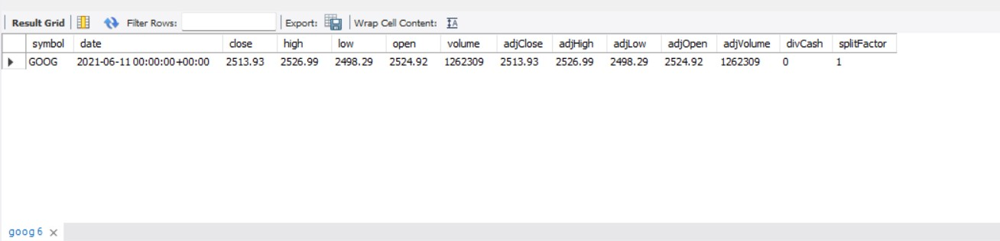 Result Grid Filter Rows: Export: Wrap Cell Content: IA
symbol date close high low open volume adjClose adjHigh adjLow adjOpen adjVolume divCash splitFactor
GOOG 2021-06-11 00:00:00+00:00 2513.93 2526.99 2498.29 2524.92 1262309 2513.93 2526.99 2498.29 2524.92 1262309 0 1
goog 6 ×